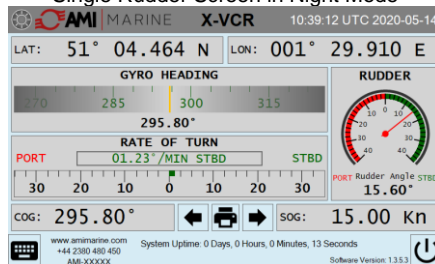 Single Rudder Screen in Night Mode
AMI MARINE X-VCR 10:39:12 UTC 2020-05-14
LAT: 51° 04.464 N LON: 001° 29.910 E
GYRO HEADING
270 285 300 315
295.80°
RATE OF TURN
PORT 01.23°/MIN STBD STBD
30 20 10 0 10 20 30
RUDDER
10 0 10
20 20
30 30
40 40
PORT Rudder Angle STBD
15.60°
COG: 295.80° SOG: 15.00 Kn
www.amimarine.com
+44 2380 480 450
AMI-XXXXX
System Uptime: 0 Days, 0 Hours, 0 Minutes, 13 Seconds
Software Version: 1.3.5.3